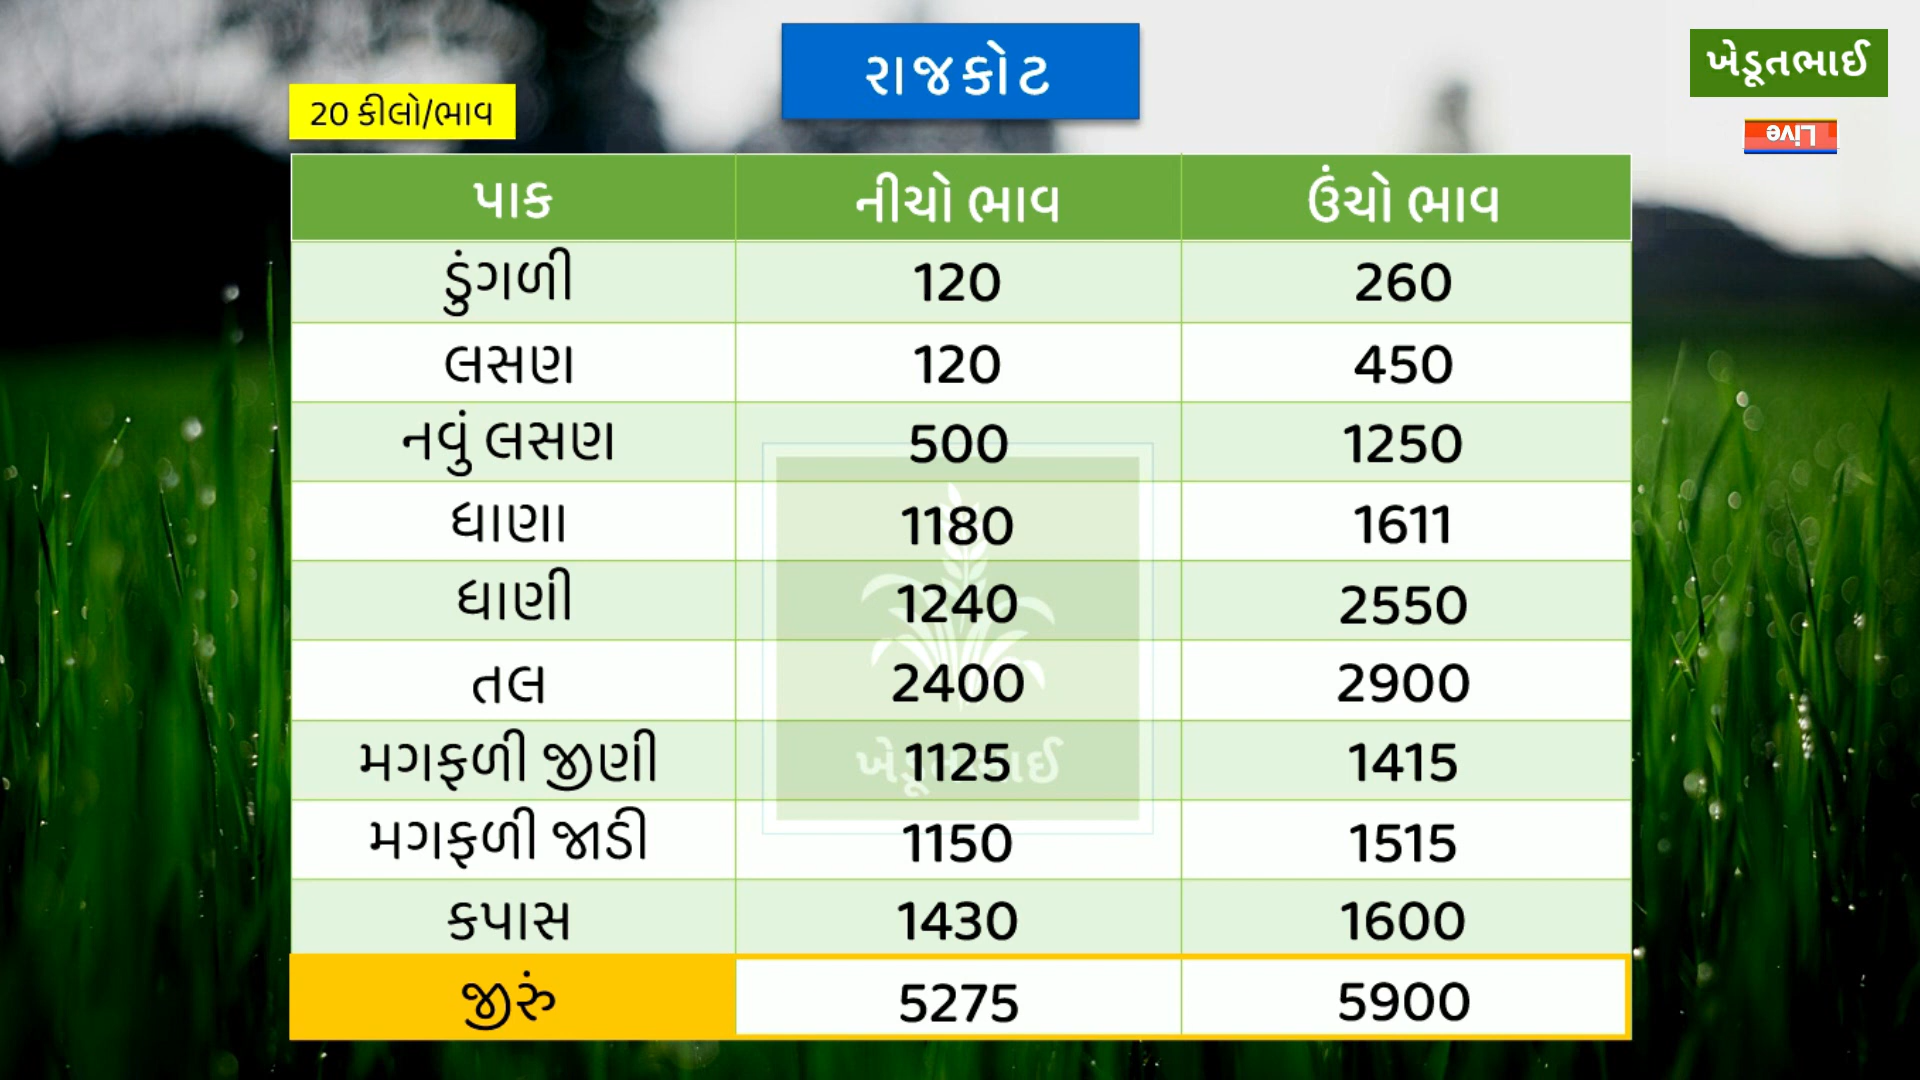 રાજકોટ
ખેડૂતભાઈ
Live
20 કીલો/ભાવ
પાક નીચો ભાવ ઉંચો ભાવ
ડુંગળી 120 260
લસણ 120 450
નવું લસણ 500 1250
ધાણા 1180 1611
ધાણી 1240 2550
તલ 2400 2900
મગફળી જીણી 1125 1415
મગફળી જાડી 1150 1515
કપાસ 1430 1600
જીરું 5275 5900
ખેડૂતભાઈ